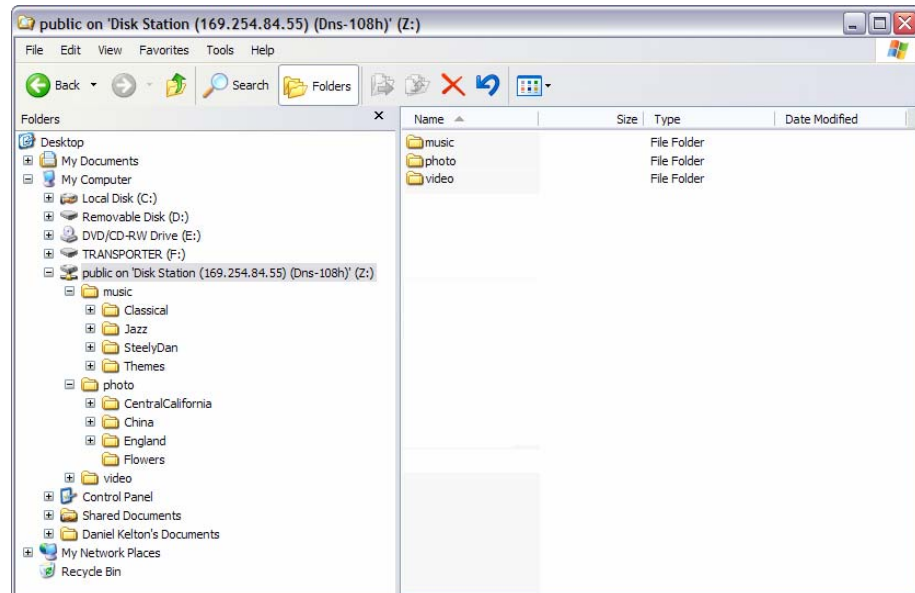 public on 'Disk Station (169.254.84.55) (Dns-108h)' (Z:)
File Edit View Favorites Tools Help
Back Search Folders
Folders
Desktop
My Documents
My Computer
Local Disk (C:)
Removable Disk (D:)
DVD/CD-RW Drive (E:)
TRANSPORTER (F:)
public on 'Disk Station (169.254.84.55) (Dns-108h)' (Z:)
music
Classical
Jazz
SteelyDan
Themes
photo
CentralCalifornia
China
England
Flowers
video
Control Panel
Shared Documents
Daniel Kelton's Documents
My Network Places
Recycle Bin
Name Size Type Date Modified
music File Folder
photo File Folder
video File Folder